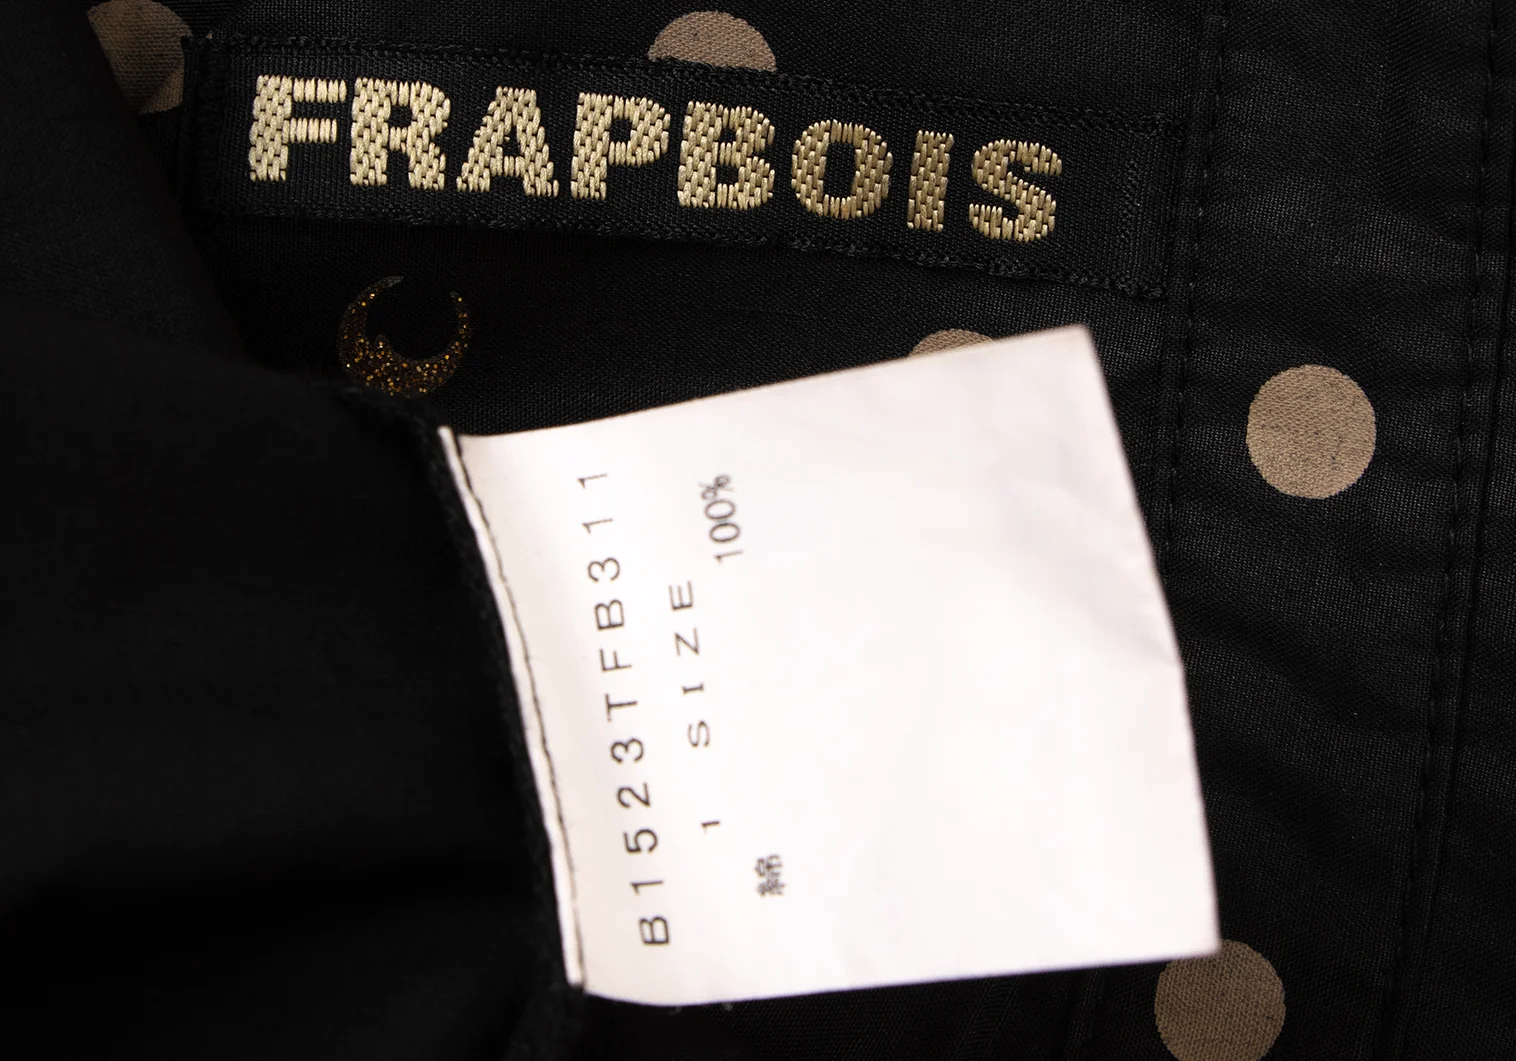 FRAPBOIS
B1523TFB311
1 SIZE
綿 100%